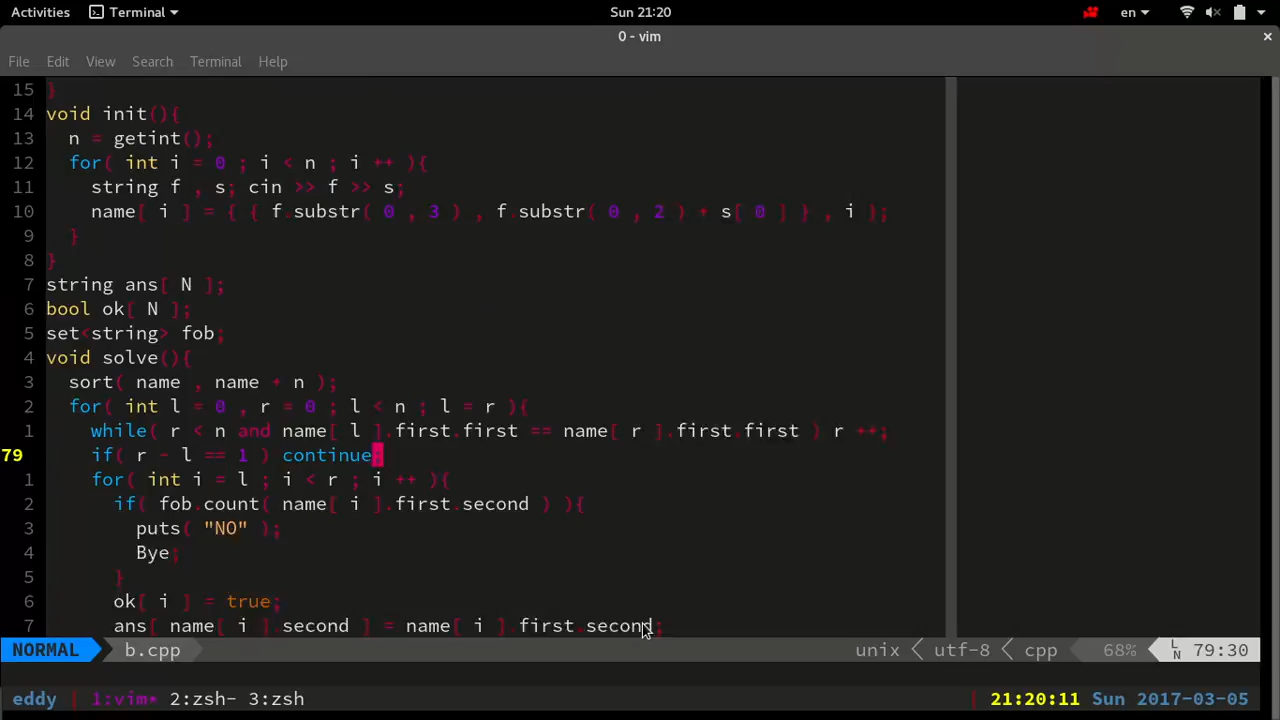 Activities Terminal Sun 21:20 en
0 - vim
File Edit View Search Terminal Help
15 }
14 void init(){
13 n = getint();
12 for( int i = 0 ; i < n ; i ++ ){
11 string f , s; cin >> f >> s;
10 name[ i ] = { { f.substr( 0 , 3 ) , f.substr( 0 , 2 ) + s[ 0 ] } , i };
9 }
8 }
7 string ans[ N ];
6 bool ok[ N ];
5 set<string> fob;
4 void solve(){
3 sort( name , name + n );
2 for( int l = 0 , r = 0 ; l < n ; l = r ){
1 while( r < n and name[ l ].first.first == name[ r ].first.first ) r ++;
79 if( r - l == 1 ) continue;
1 for( int i = l ; i < r ; i ++ ){
2 if( fob.count( name[ i ].first.second ) ){
3 puts( "NO" );
4 Bye;
5 }
6 ok[ i ] = true;
7 ans[ name[ i ].second ] = name[ i ].first.second;
NORMAL b.cpp unix < utf-8 < cpp 68% LN 79:30
eddy | 1:vim* 2:zsh- 3:zsh | 21:20:11 Sun 2017-03-05